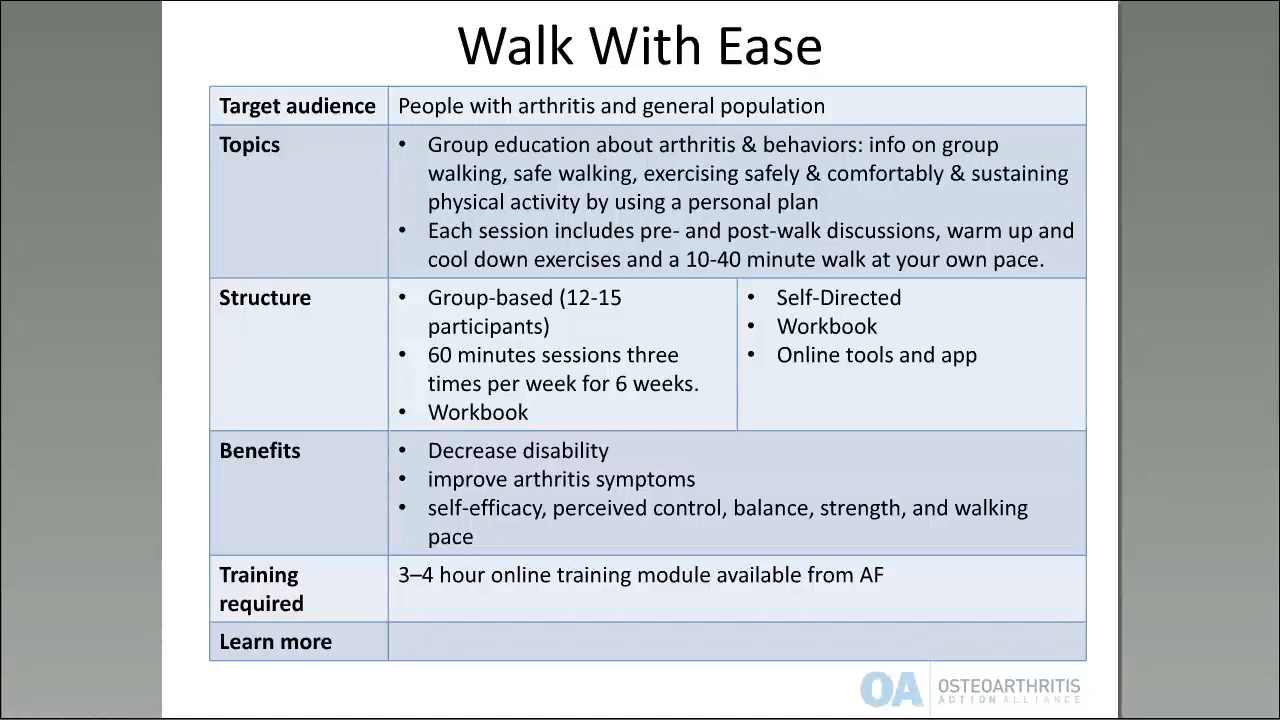 Walk With Ease
Target audience
People with arthritis and general population
Topics
• Group education about arthritis & behaviors: info on group
walking, safe walking, exercising safely & comfortably & sustaining
physical activity by using a personal plan
• Each session includes pre- and post-walk discussions, warm up and
cool down exercises and a 10-40 minute walk at your own pace.
Structure
• Group-based (12-15
participants)
• 60 minutes sessions three
times per week for 6 weeks.
• Workbook
• Self-Directed
• Workbook
• Online tools and app
Benefits
• Decrease disability
• improve arthritis symptoms
• self-efficacy, perceived control, balance, strength, and walking
pace
Training
required
3–4 hour online training module available from AF
Learn more
OA
OSTEOARTHRITIS
ACTION ALLIANCE